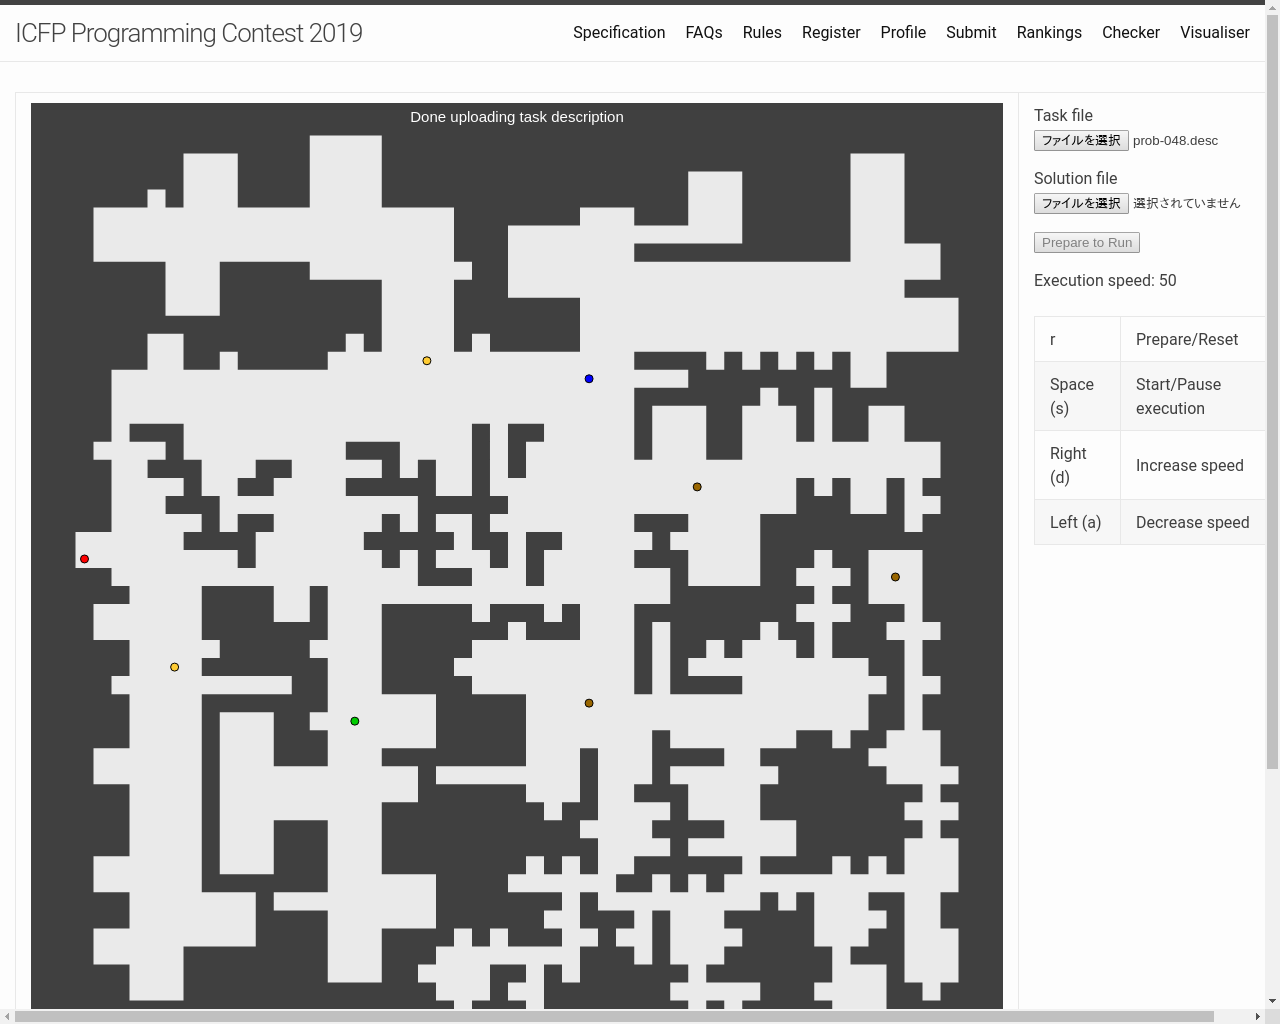 ICFP Programming Contest 2019
Specification FAQs Rules Register Profile Submit Rankings Checker Visualiser
Done uploading task description
Task file
ファイルを選択 prob-048.desc
Solution file
ファイルを選択 選択されていません
Prepare to Run
Execution speed: 50
r Prepare/Reset
Space (s) Start/Pause execution
Right (d) Increase speed
Left (a) Decrease speed